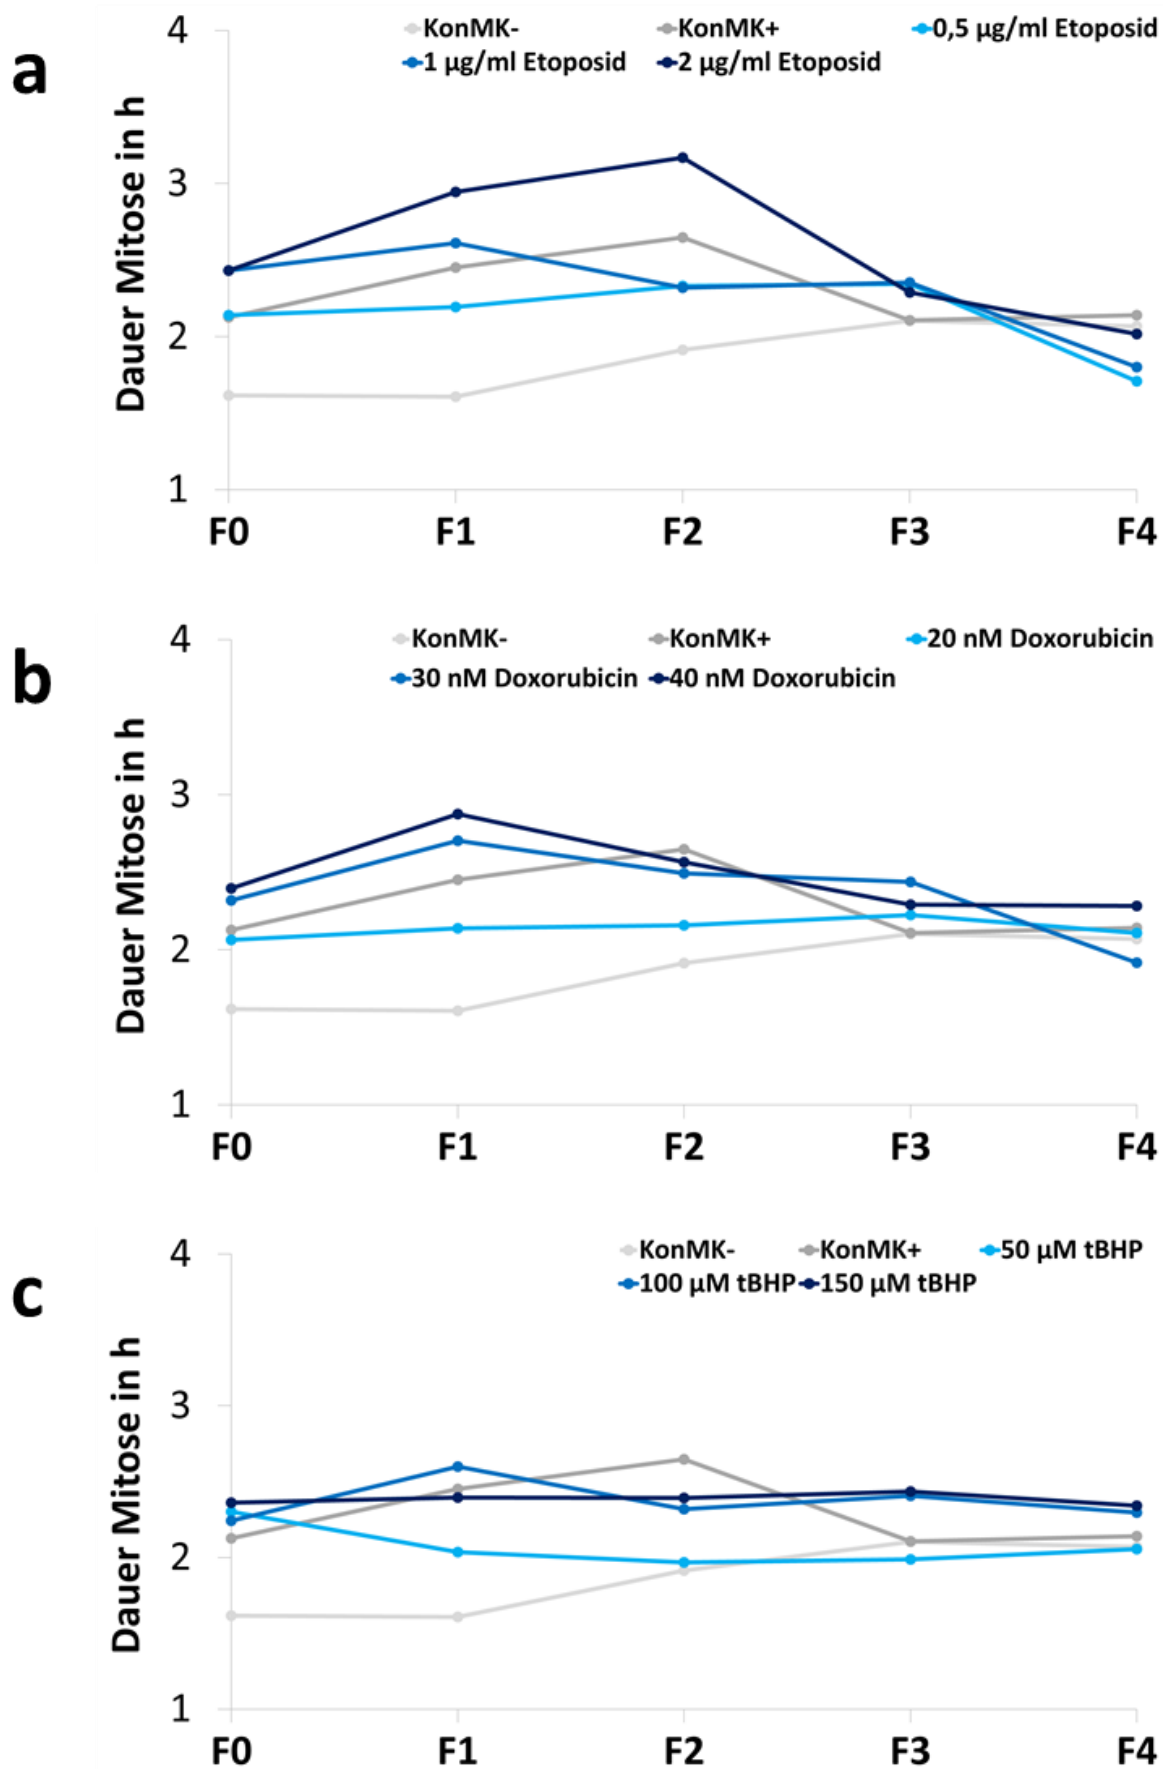 a
KonMK- KonMK+ 0,5 µg/ml Etoposid
1 µg/ml Etoposid 2 µg/ml Etoposid
Dauer Mitose in h
4
3
2
1
F0 F1 F2 F3 F4
b
KonMK- KonMK+ 20 nM Doxorubicin
30 nM Doxorubicin 40 nM Doxorubicin
Dauer Mitose in h
4
3
2
1
F0 F1 F2 F3 F4
c
KonMK- KonMK+ 50 µM tBHP
100 µM tBHP 150 µM tBHP
Dauer Mitose in h
4
3
2
1
F0 F1 F2 F3 F4